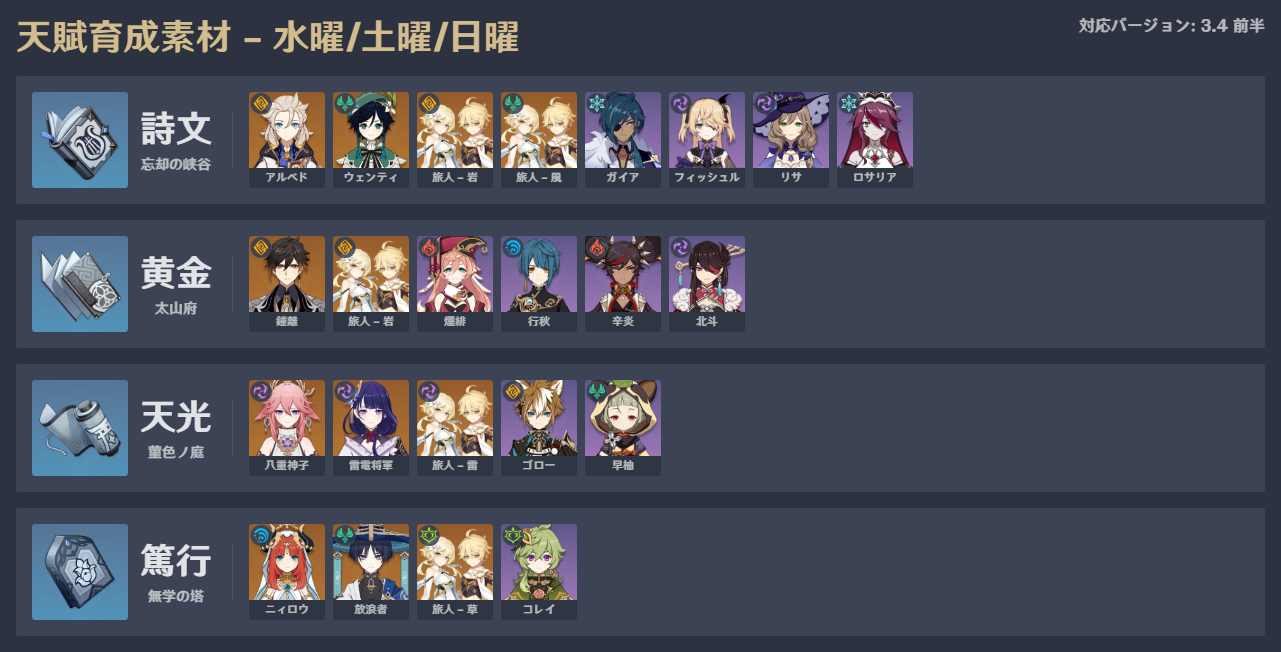 天賦育成素材 – 水曜/土曜/日曜
対応バージョン: 3.4 前半
詩文
忘却の峡谷
アルベド
ウェンティ
旅人 – 岩
旅人 – 風
ガイア
フィッシュル
リサ
ロサリア
黄金
太山府
鍾離
旅人 – 岩
煙緋
行秋
辛炎
北斗
天光
菫色ノ庭
八重神子
雷電将軍
旅人 – 雷
ゴロー
早柚
篤行
無学の塔
ニィロウ
放浪者
旅人 – 草
コレイ